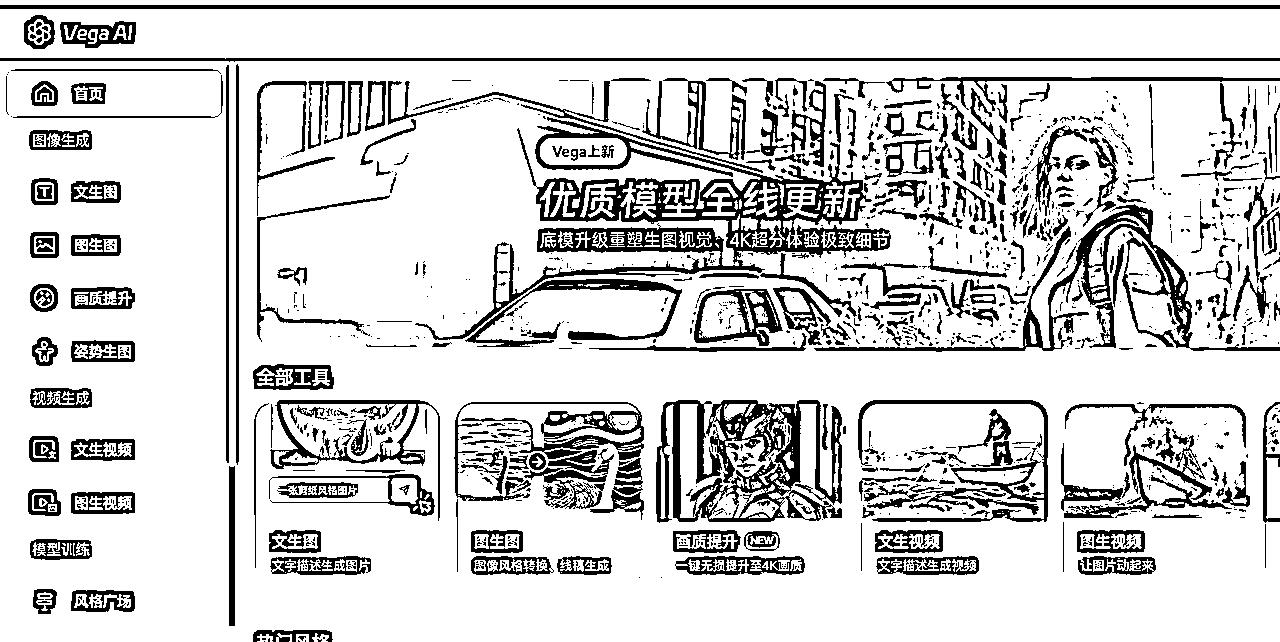 Vega AI
首页
图像生成
文生图
图生图
画质提升
姿势生图
视频生成
文生视频
图生视频
模型训练
风格广场
Vega上新
优质模型全线更新
底模升级重塑生图视觉、4K超分体验极致细节
全部工具
文生图
文字描述生成图片
图生图
图像风格转换、线稿生成
画质提升 NEW
一键无损提升至4K画质
文生视频
文字描述生成视频
图生视频
让图片动起来
热门风格